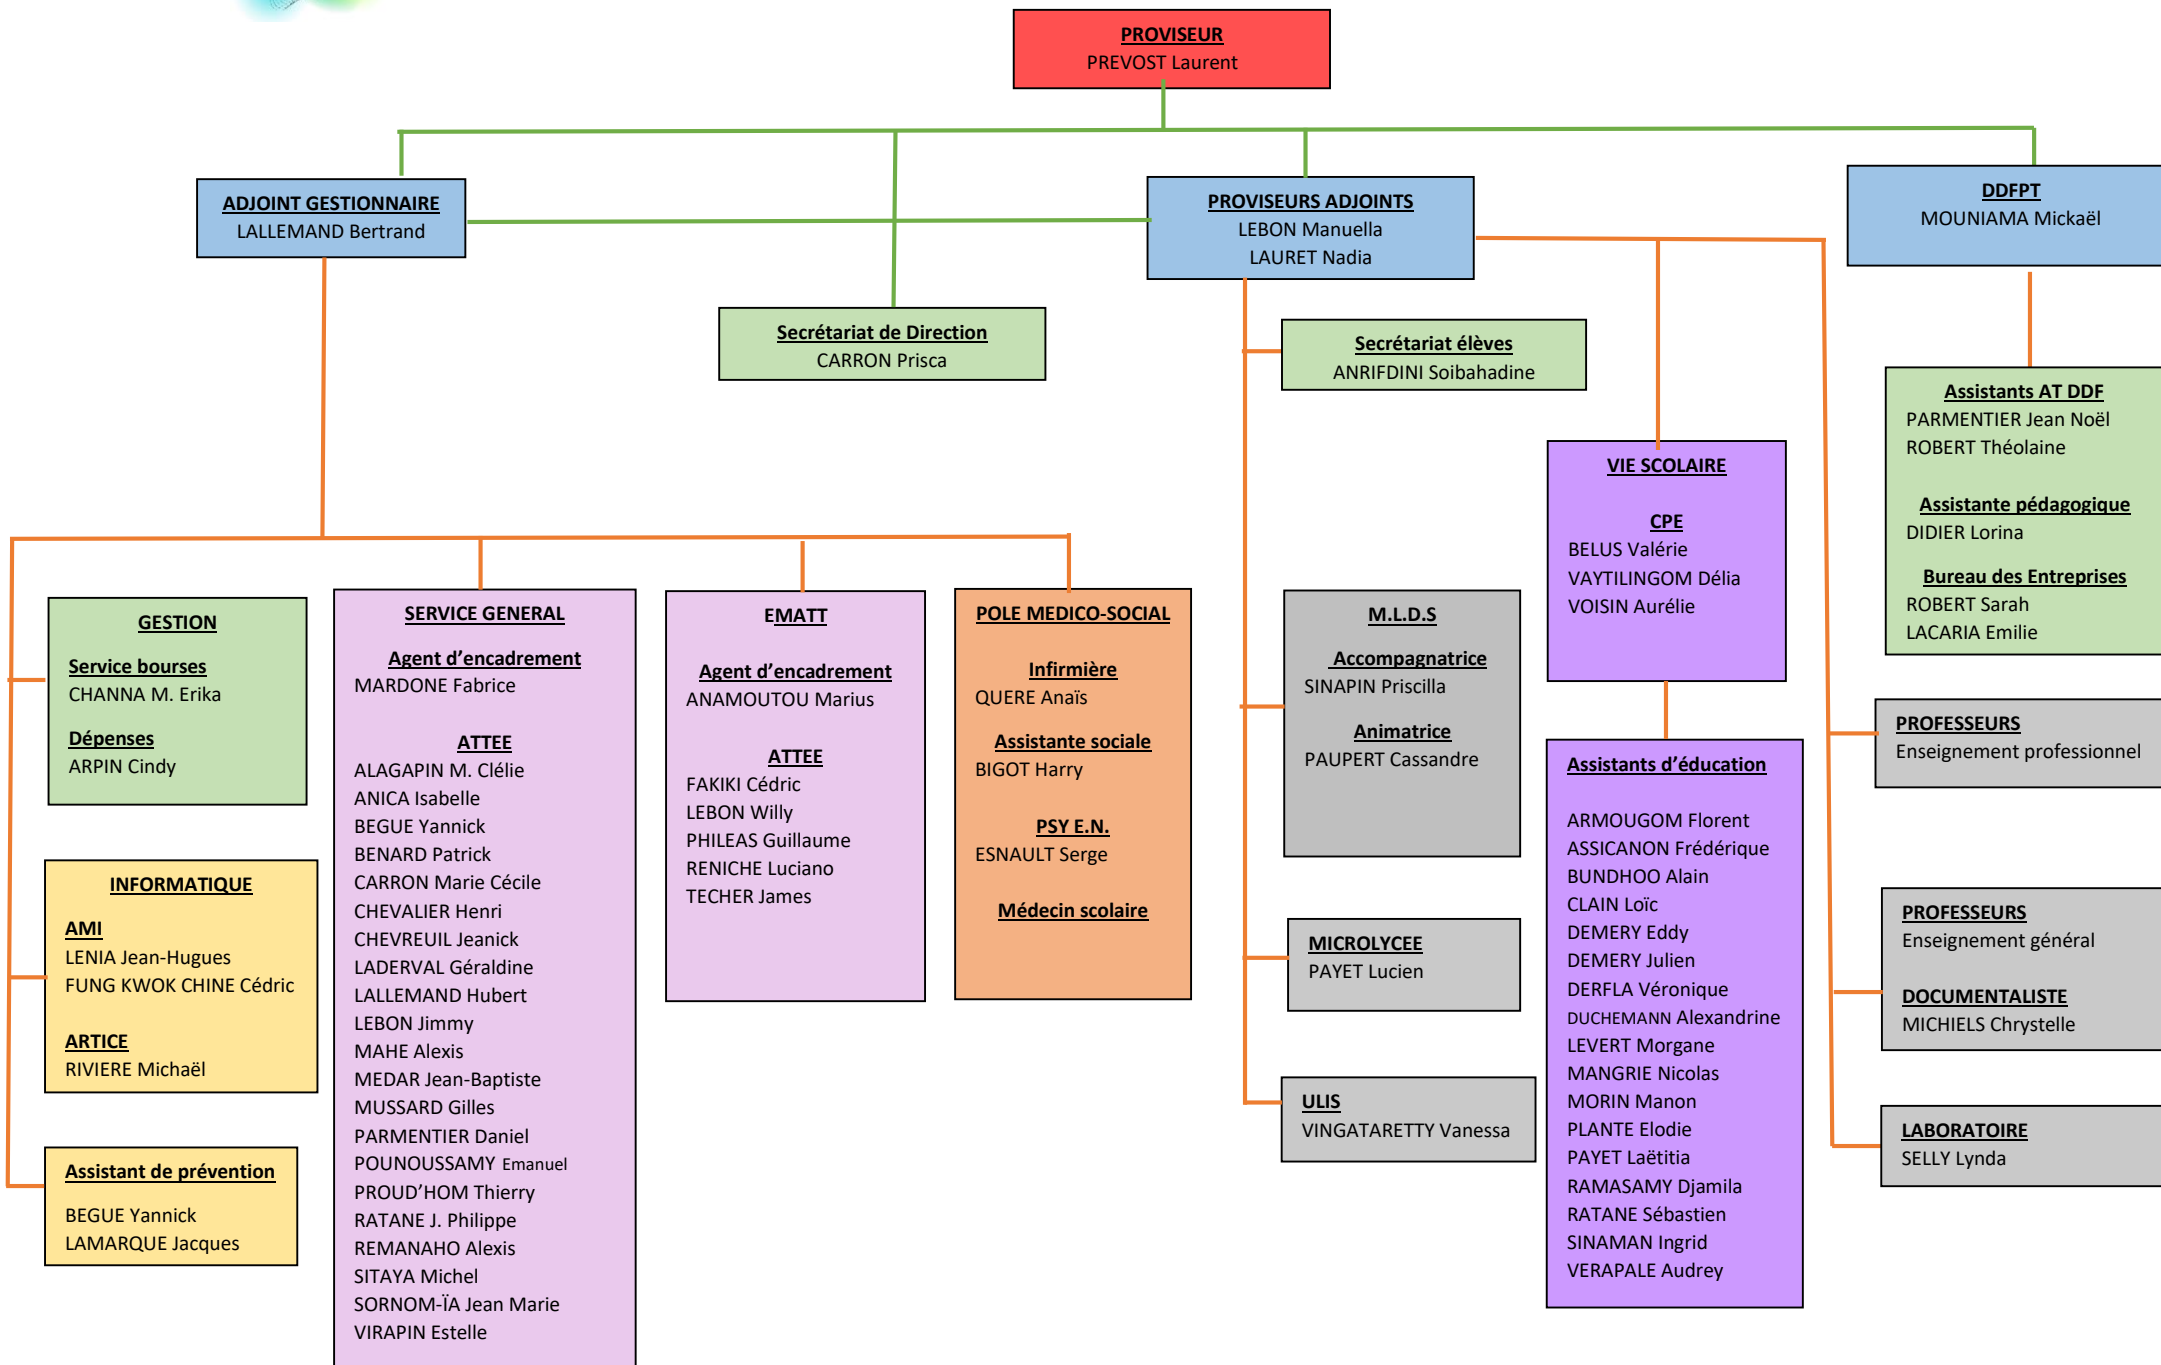 PROVISEUR
PREVOST Laurent
ADJOINT GESTIONNAIRE
LALLEMAND Bertrand
PROVISEURS ADJOINTS
LEBON Manuella
LAURET Nadia
DDFPT
MOUNIAMA Mickaël
Secrétariat de Direction
CARRON Prisca
Secrétariat élèves
ANRIFDINI Soibahadine
Assistants AT DDF
PARMENTIER Jean Noël
ROBERT Théolaine
Assistante pédagogique
DIDIER Lorina
Bureau des Entreprises
ROBERT Sarah
LACARIA Emilie
VIE SCOLAIRE
CPE
BELUS Valérie
VAYTILINGOM Délia
VOISIN Aurélie
GESTION
Service bourses
CHANNA M. Erika
Dépenses
ARPIN Cindy
INFORMATIQUE
AMI
LENIA Jean-Hugues
FUNG KWOK CHINE Cédric
ARTICE
RIVIERE Michaël
Assistant de prévention
BEGUE Yannick
LAMARQUE Jacques
SERVICE GENERAL
Agent d'encadrement
MARDONE Fabrice
ATTEE
ALAGAPIN M. Clélie
ANICA Isabelle
BEGUE Yannick
BENARD Patrick
CARRON Marie Cécile
CHEVALIER Henri
CHEVREUIL Jeanick
LADERVAL Géraldine
LALLEMAND Hubert
LEBON Jimmy
MAHE Alexis
MEDAR Jean-Baptiste
MUSSARD Gilles
PARMENTIER Daniel
POUNOUSSAMY Emanuel
PROUD'HOM Thierry
RATANE J. Philippe
REMANAHO Alexis
SITAYA Michel
SORNOM-ÏA Jean Marie
VIRAPIN Estelle
EMATT
Agent d'encadrement
ANAMOUTOU Marius
ATTEE
FAKIKI Cédric
LEBON Willy
PHILEAS Guillaume
RENICHE Luciano
TECHER James
POLE MEDICO-SOCIAL
Infirmière
QUERE Anaïs
Assistante sociale
BIGOT Harry
PSY E.N.
ESNAULT Serge
Médecin scolaire
M.L.D.S
Accompagnatrice
SINAPIN Priscilla
Animatrice
PAUPERT Cassandre
MICROLYCEE
PAYET Lucien
ULIS
VINGATARETTY Vanessa
Assistants d'éducation
ARMOUGOM Florent
ASSICANON Frédérique
BUNDHOO Alain
CLAIN Loïc
DEMERY Eddy
DEMERY Julien
DERFLA Véronique
DUCHEMANN Alexandrine
LEVERT Morgane
MANGRIE Nicolas
MORIN Manon
PLANTE Elodie
PAYET Laëtitia
RAMASAMY Djamila
RATANE Sébastien
SINAMAN Ingrid
VERAPALE Audrey
PROFESSEURS
Enseignement professionnel
PROFESSEURS
Enseignement général
DOCUMENTALISTE
MICHIELS Chrystelle
LABORATOIRE
SELLY Lynda